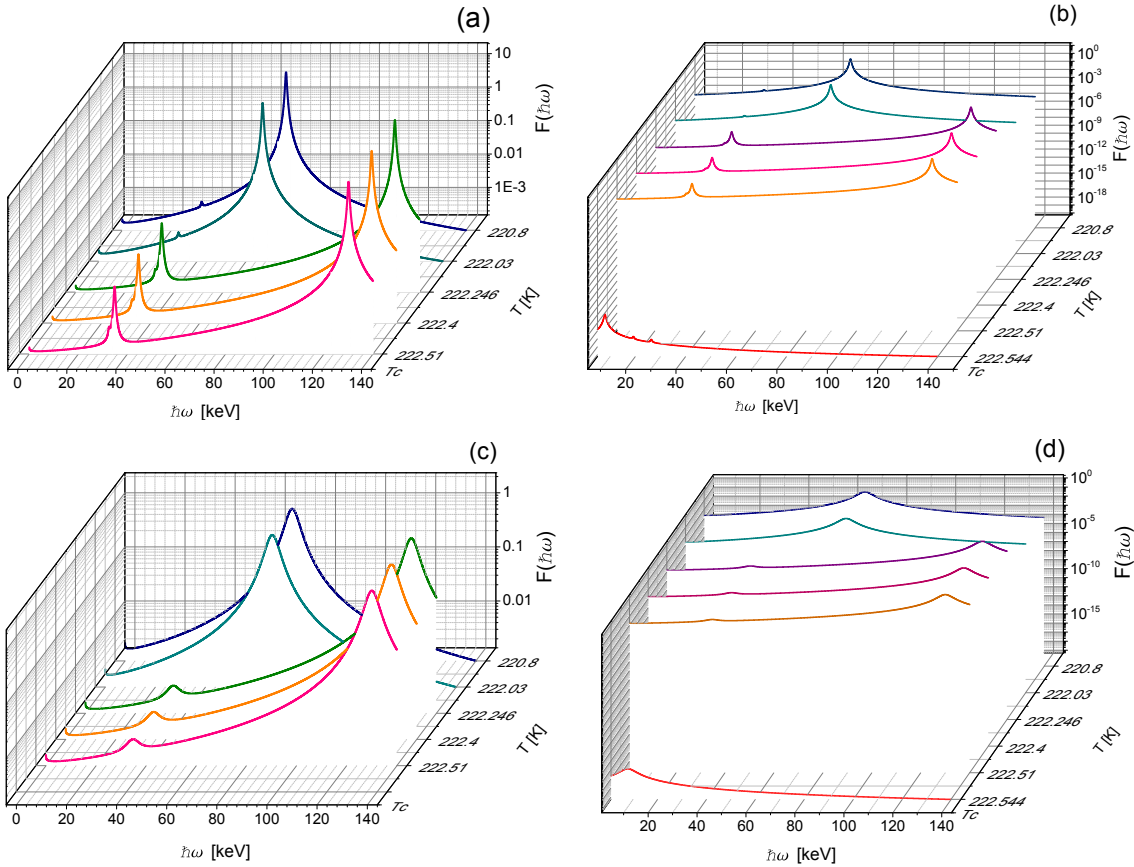 (a)
10
1
0.1
0.01
1E-3
F(ħω)
220.8
222.03
222.246
222.4
222.51
Tc
T [K]
0 20 40 60 80 100 120 140
ħω [keV]
(b)
10⁰
10⁻³
10⁻⁶
10⁻⁹
10⁻¹²
10⁻¹⁵
10⁻¹⁸
F(ħω)
220.8
222.03
222.246
222.4
222.51
222.544
Tc
T [K]
20 40 60 80 100 120 140
ħω [keV]
(c)
1
0.1
0.01
F(ħω)
220.8
222.03
222.246
222.4
222.51
Tc
T [K]
0 20 40 60 80 100 120 140
ħω [keV]
(d)
10⁰
10⁻⁵
10⁻¹⁰
10⁻¹⁵
F(ħω)
220.8
222.03
222.246
222.4
222.51
222.544
Tc
T [K]
20 40 60 80 100 120 140
ħω [keV]